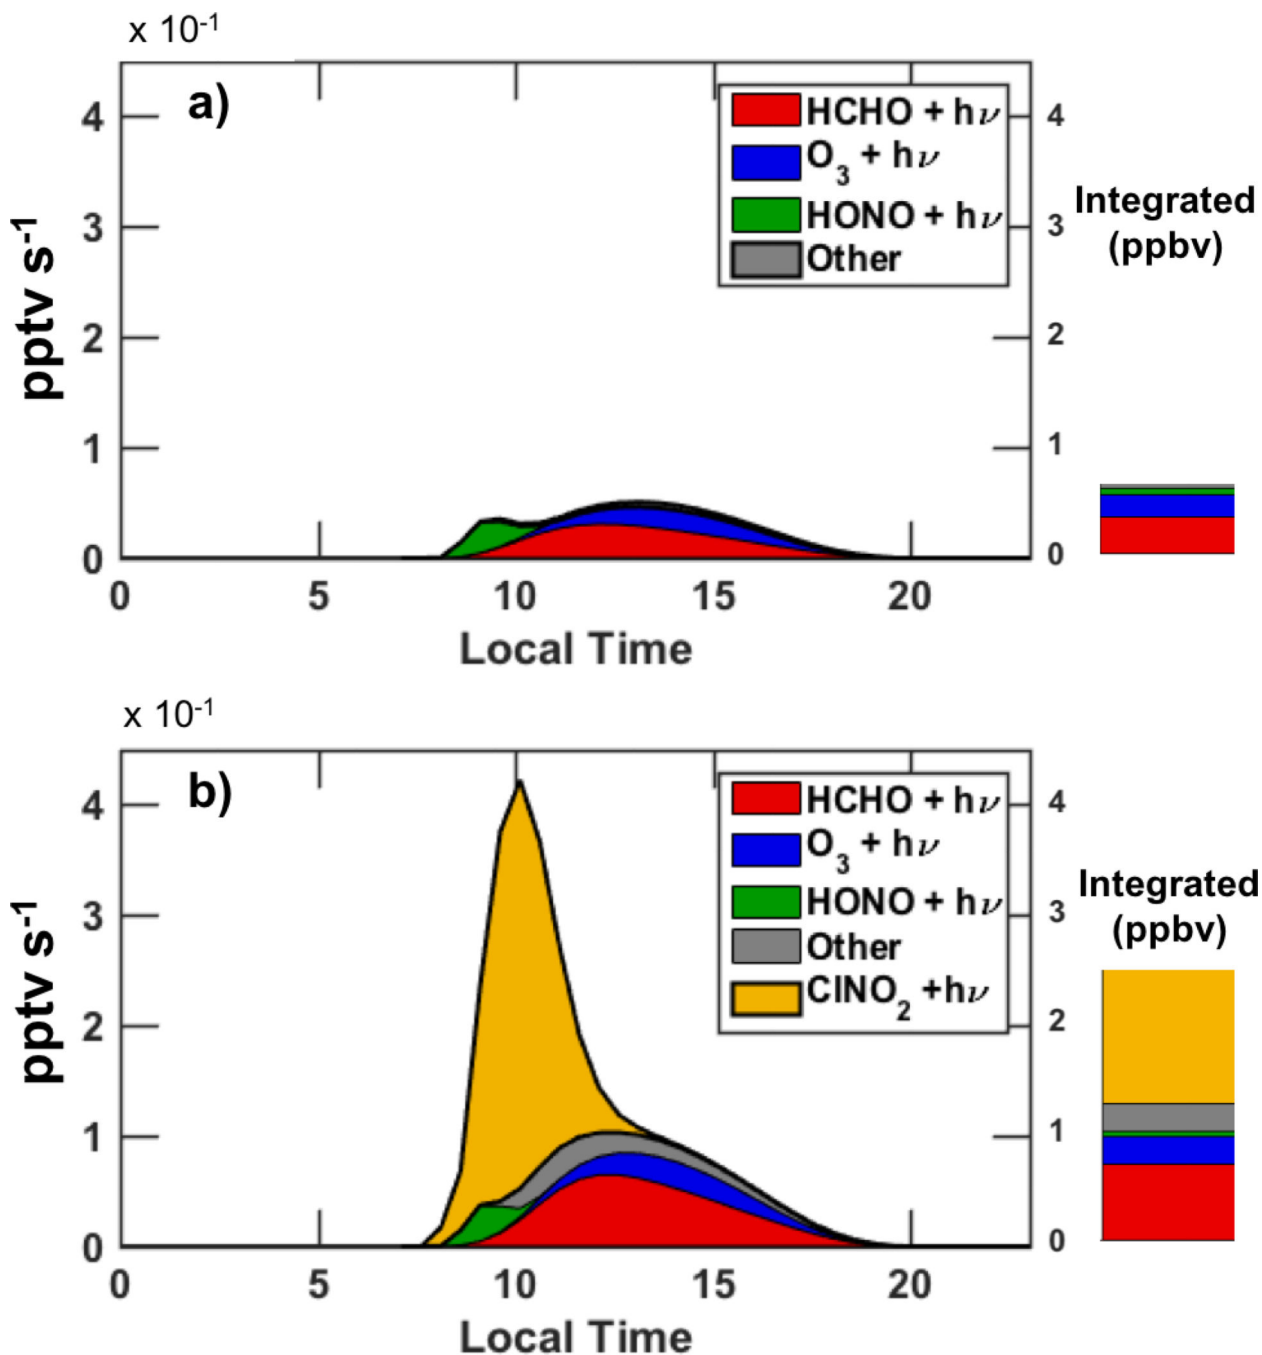 x 10⁻¹
a)
HCHO + hν
O₃ + hν
HONO + hν
Other
pptv s⁻¹
4
3
2
1
0
4
3
2
1
0
Integrated
(ppbv)
0 5 10 15 20
Local Time
x 10⁻¹
b)
HCHO + hν
O₃ + hν
HONO + hν
Other
ClNO₂ +hν
pptv s⁻¹
4
3
2
1
0
4
3
2
1
0
Integrated
(ppbv)
0 5 10 15 20
Local Time